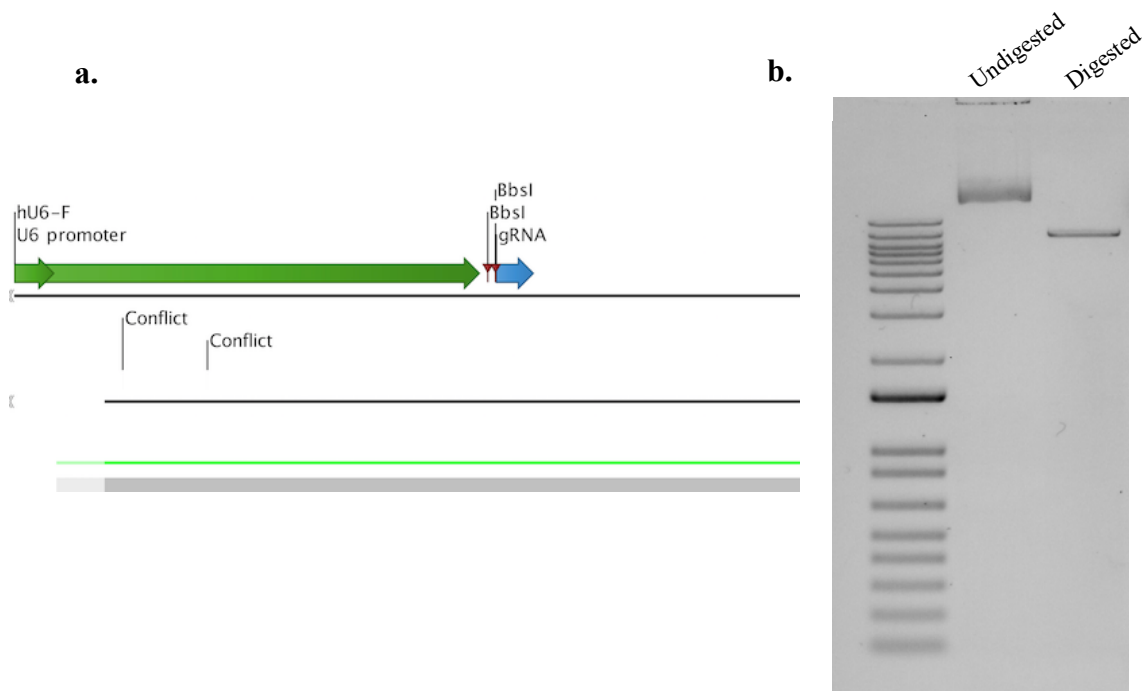 a.
hU6-F
U6 promoter
BbsI
BbsI
gRNA
Conflict
Conflict
b.
Undigested
Digested